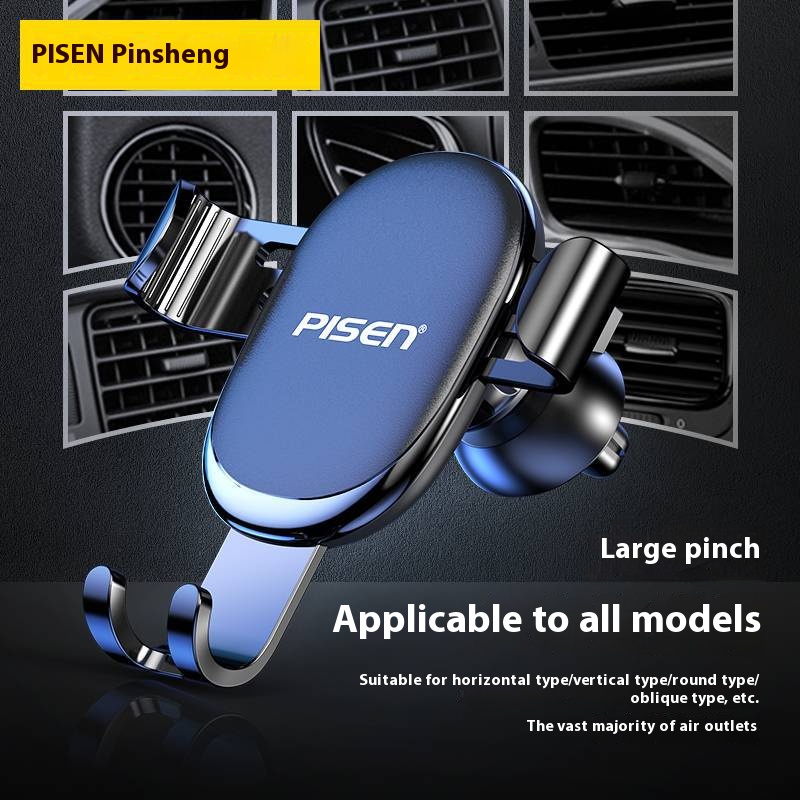 PISEN Pinsheng
PISEN®
Large pinch
Applicable to all models
Suitable for horizontal type/vertical type/round type/
oblique type, etc.
The vast majority of air outlets